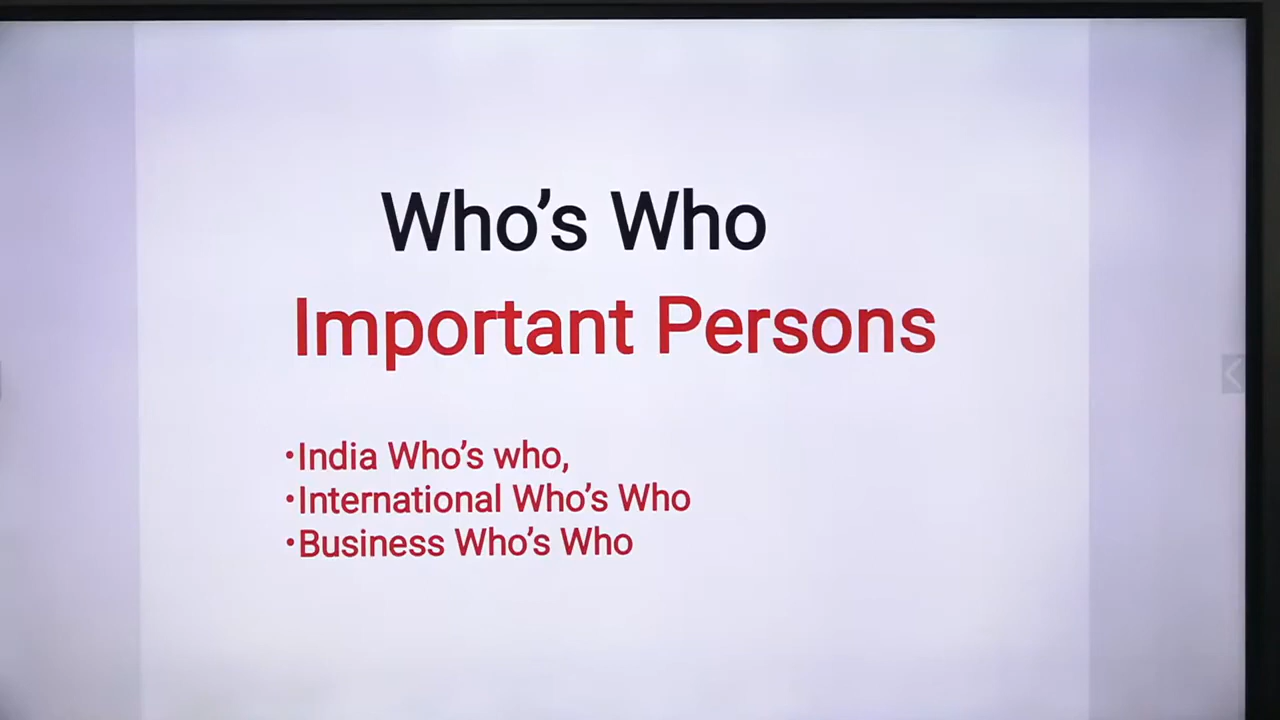 Who’s Who
Important Persons
•India Who’s who,
•International Who’s Who
•Business Who’s Who